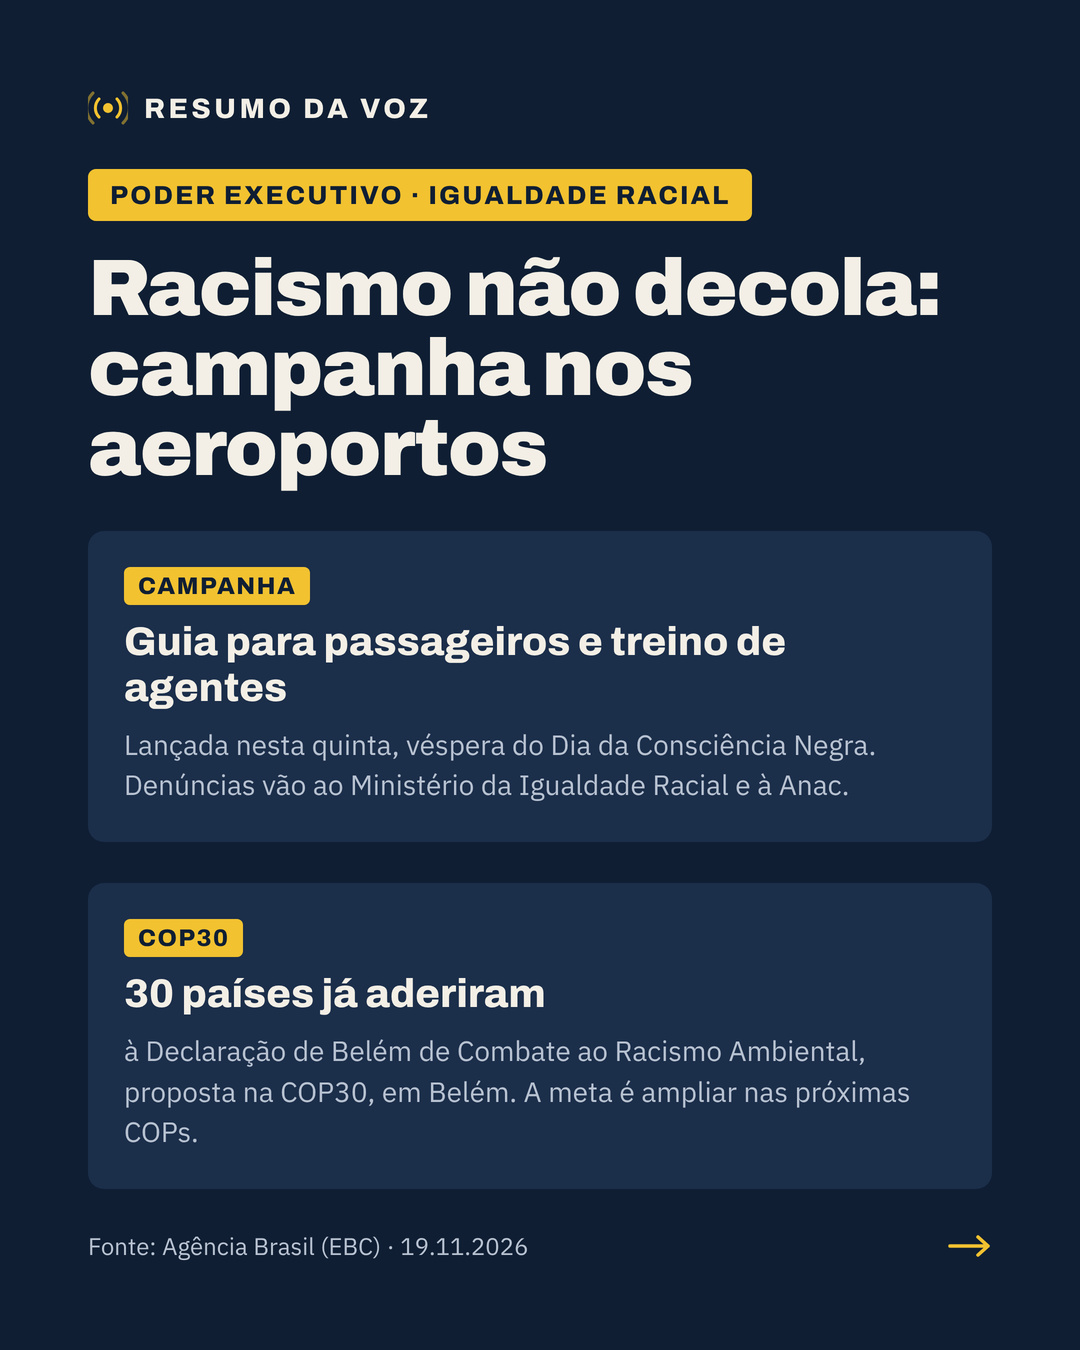 RESUMO DA VOZ
PODER EXECUTIVO · IGUALDADE RACIAL
Racismo não decola:
campanha nos
aeroportos
CAMPANHA
Guia para passageiros e treino de
agentes
Lançada nesta quinta, véspera do Dia da Consciência Negra.
Denúncias vão ao Ministério da Igualdade Racial e à Anac.
COP30
30 países já aderiram
à Declaração de Belém de Combate ao Racismo Ambiental,
proposta na COP30, em Belém. A meta é ampliar nas próximas
COPs.
Fonte: Agência Brasil (EBC) · 19.11.2026